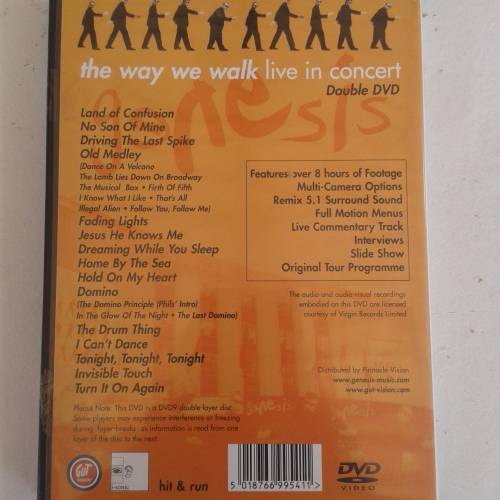 the way we walk live in concert
Double DVD
Genesis
Land of Confusion
No Son Of Mine
Driving The Last Spike
Old Medley
(Dance On A Volcano
The Lamb Lies Down On Broadway
The Musical Box • Firth Of Fifth
I Know What I Like • That's All
Illegal Alien • Follow You, Follow Me)
Fading Lights
Jesus He Knows Me
Dreaming While You Sleep
Home By The Sea
Hold On My Heart
Domino
(The Domino Principle (Phils' Intro)
In The Glow Of The Night • The Last Domino)
The Drum Thing
I Can't Dance
Tonight, Tonight, Tonight
Invisible Touch
Turn It On Again
Features over 8 hours of Footage
Multi-Camera Options
Remix 5.1 Surround Sound
Full Motion Menus
Live Commentary Track
Interviews
Slide Show
Original Tour Programme
The audio and audio-visual recordings
embodied on this DVD are licensed
courtesy of Virgin Records Limited
Distributed by Pinnacle Vision
www.genesis-music.com
www.gut-vision.com
Please Note: This DVD is a DVD9 double-layer disc
Some players may experience interference or freezing
during layer-breaks as information is read from one
layer of the disc to the next
Genesis
GUT
hit & run
5 018766 995411 >
DVD
VIDEO